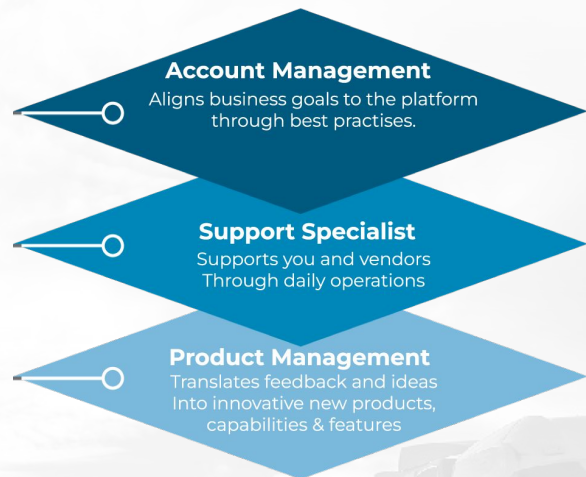 Account Management
Aligns business goals to the platform
through best practises.
Support Specialist
Supports you and vendors
Through daily operations
Product Management
Translates feedback and ideas
Into innovative new products,
capabilities & features